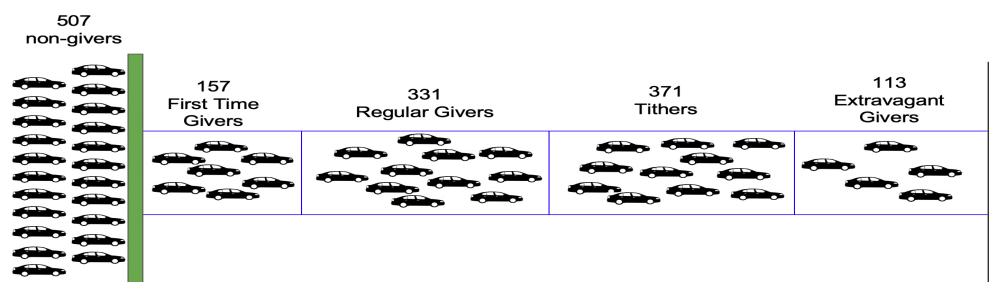 507
non-givers
157
First Time
Givers
331
Regular Givers
371
Tithers
113
Extravagant
Givers